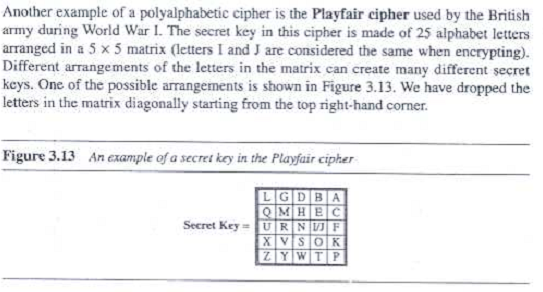 Another example of a polyalphabetic cipher is the Playfair cipher used by the British
army during World War I. The secret key in this cipher is made of 25 alphabet letters
arranged in a 5 × 5 matrix (letters I and J are considered the same when encrypting).
Different arrangements of the letters in the matrix can create many different secret
keys. One of the possible arrangements is shown in Figure 3.13. We have dropped the
letters in the matrix diagonally starting from the top right-hand corner.
Figure 3.13 An example of a secret key in the Playfair cipher
L G D B A
Q M H E C
Secret Key = U R N I/J F
X V S O K
Z Y W T P